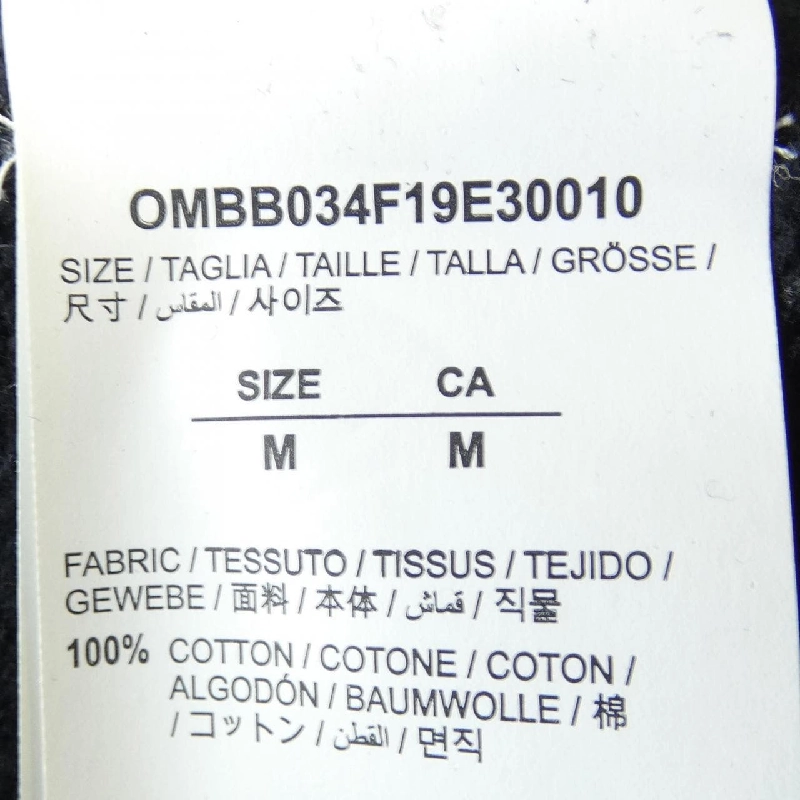 OMBB034F19E30010
SIZE / TAGLIA / TAILLE / TALLA / GRÖSSE /
尺寸 / المقاس / 사이즈
SIZE CA
M M
FABRIC / TESSUTO / TISSUS / TEJIDO /
GEWEBE / 面料 / 本体 / قماش / 직물
100% COTTON / COTONE / COTON /
ALGODÓN / BAUMWOLLE / 棉
/ コットン / القطن / 면직